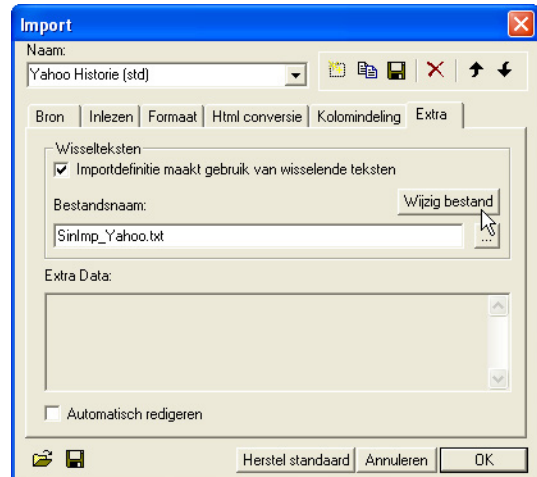 Import
Naam:
Yahoo Historie (std)
Bron Inlezen Formaat Html conversie Kolomindeling Extra
Wisselteksten
Importdefinitie maakt gebruik van wisselende teksten
Bestandsnaam:
Wijzig bestand
SinImp_Yahoo.txt
...
Extra Data:
Automatisch redigeren
Herstel standaard Annuleren OK